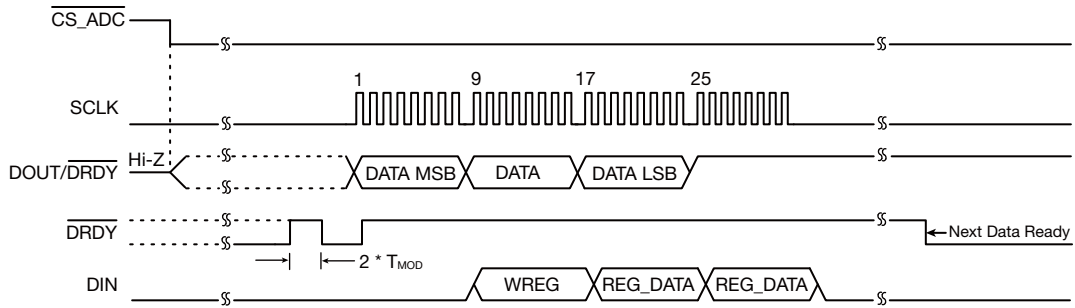 CS_ADC
1 9 17 25
SCLK
Hi-Z
DOUT/DRDY
DATA MSB DATA DATA LSB
DRDY
Next Data Ready
2 * TMOD
DIN
WREG REG_DATA REG_DATA